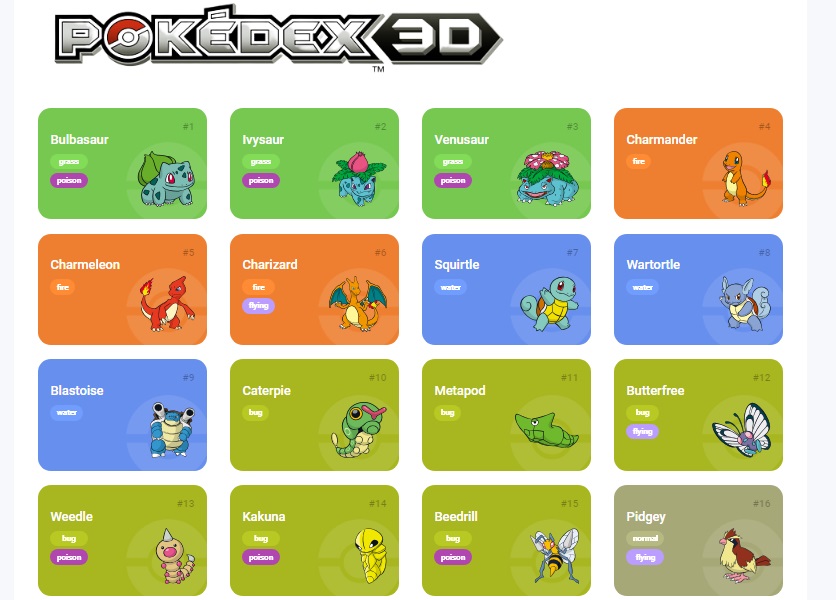 POKÉDEX 3D
TM
#1
Bulbasaur
grass
poison
#2
Ivysaur
grass
poison
#3
Venusaur
grass
poison
#4
Charmander
fire
#5
Charmeleon
fire
#6
Charizard
fire
flying
#7
Squirtle
water
#8
Wartortle
water
#9
Blastoise
water
#10
Caterpie
bug
#11
Metapod
bug
#12
Butterfree
bug
flying
#13
Weedle
bug
poison
#14
Kakuna
bug
poison
#15
Beedrill
bug
poison
#16
Pidgey
normal
flying